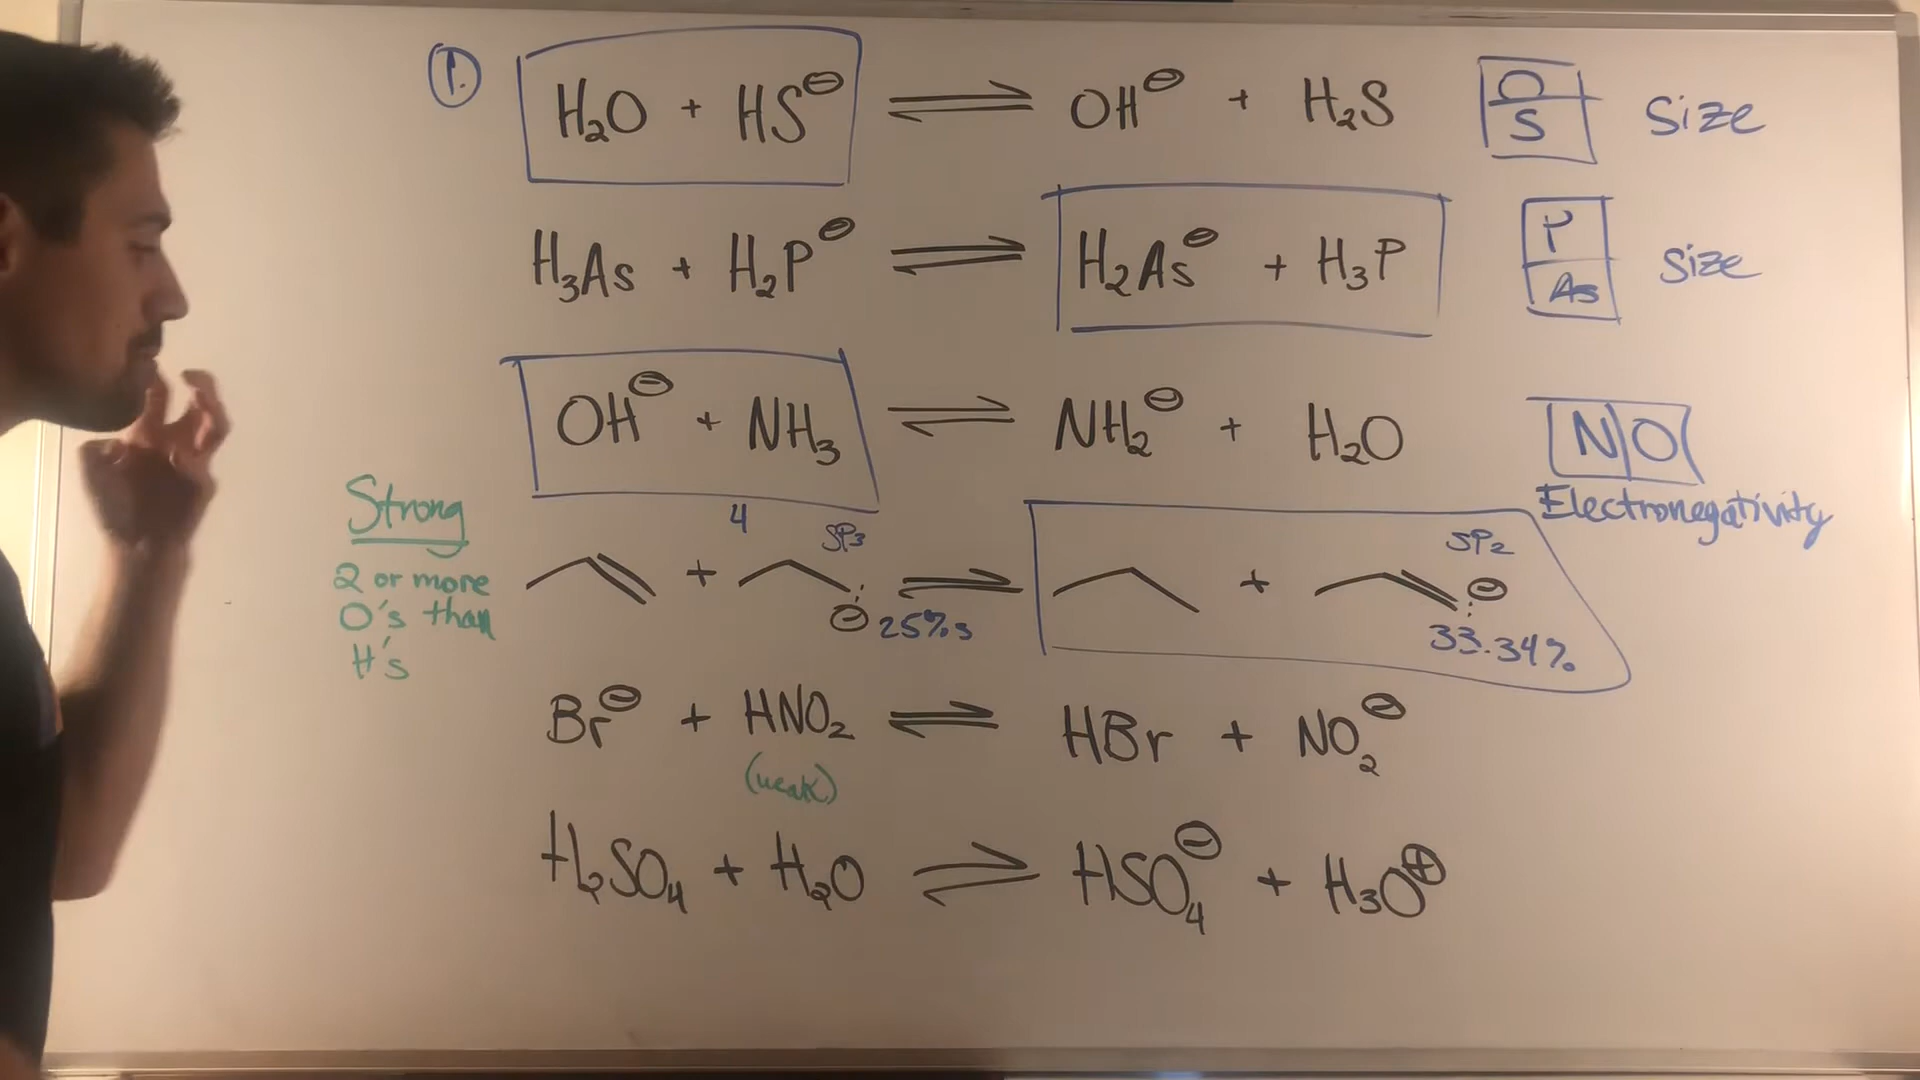 1. H₂O + HS⊖ ⇌ OH⊖ + H₂S O S Size
H₃As + H₂P⊖ ⇌ H₂As⊖ + H₃P P As Size
OH⊖ + NH₃ ⇌ NH₂⊖ + H₂O N O
Electronegativity
Strong
2 or more
O's than
H's
4 SP₃ SP₂
+ ⊖ 25%s ⇌ + ⊖ 33.34%
Br⊖ + HNO₂ ⇌ HBr + NO₂⊖
(weak)
H₂SO₄ + H₂O ⇌ HSO₄⊖ + H₃O⊕